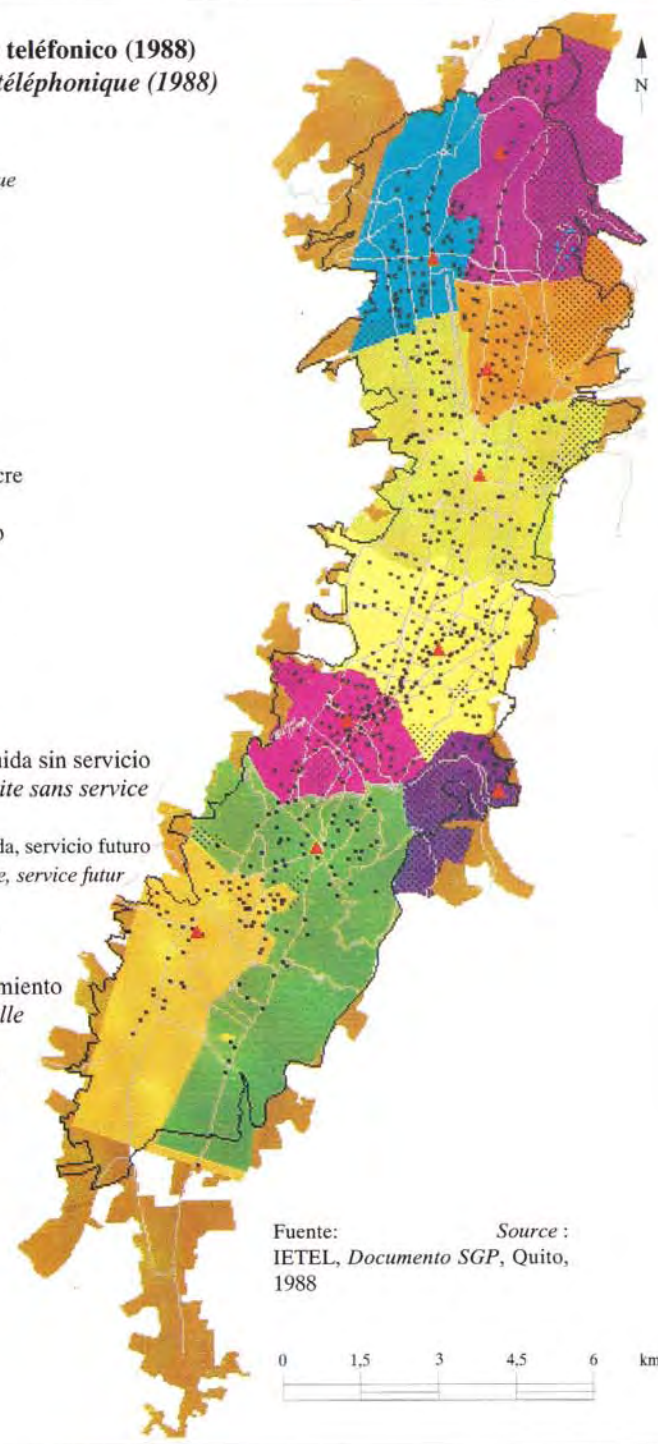 teléfonico (1988)
téléphonique (1988)
N
ue
cre
o
uida sin servicio
ite sans service
da, servicio futuro
e, service futur
miento
lle
Fuente: Source :
IETEL, Documento SGP, Quito,
1988
0 1,5 3 4,5 6 km